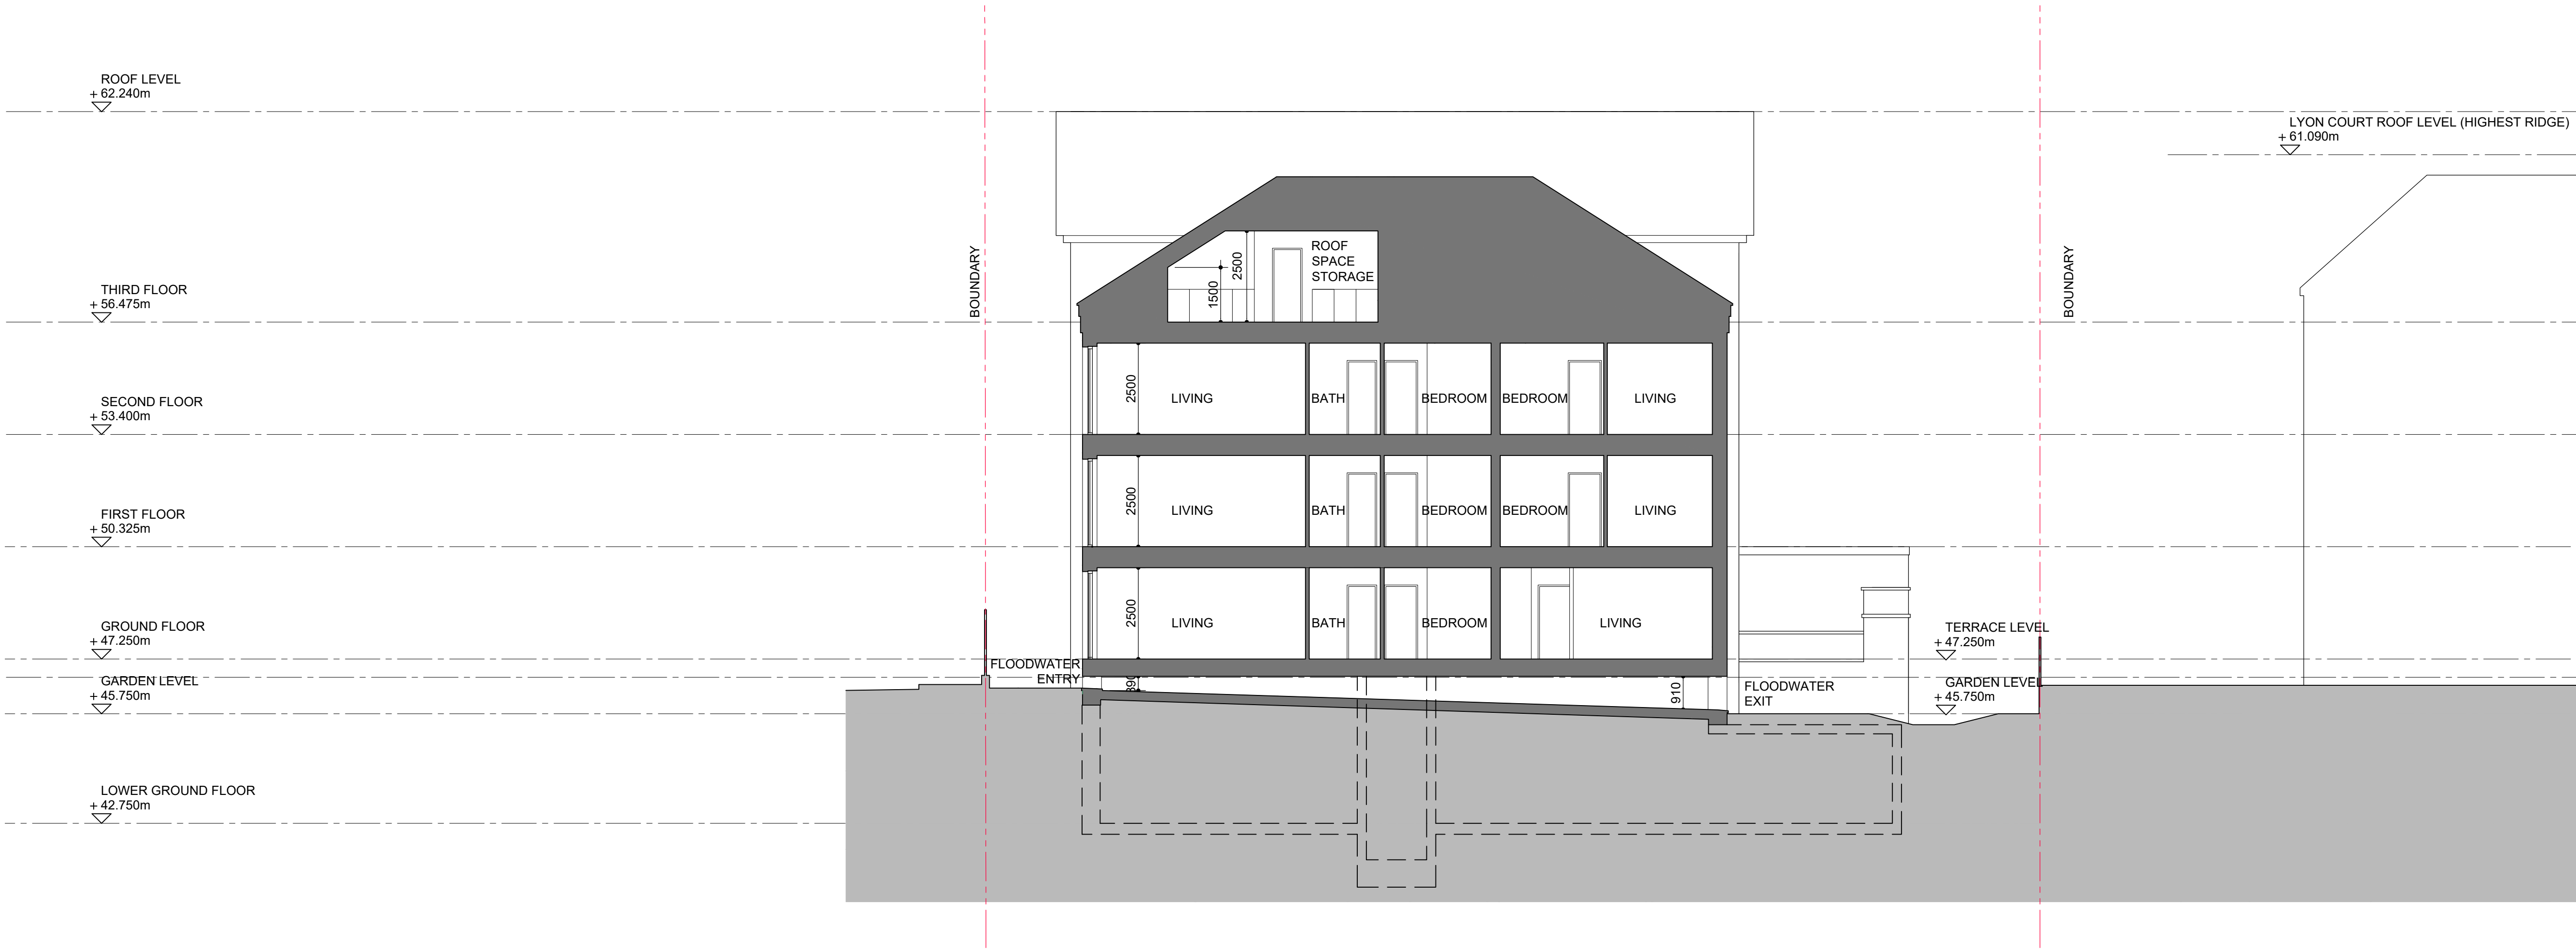 ROOF LEVEL
+ 62.240m
LYON COURT ROOF LEVEL (HIGHEST RIDGE)
+ 61.090m
BOUNDARY
BOUNDARY
ROOF
SPACE
STORAGE
2500
1500
THIRD FLOOR
+ 56.475m
SECOND FLOOR
+ 53.400m
2500
LIVING
BATH
BEDROOM
BEDROOM
LIVING
FIRST FLOOR
+ 50.325m
2500
LIVING
BATH
BEDROOM
BEDROOM
LIVING
GROUND FLOOR
+ 47.250m
2500
LIVING
BATH
BEDROOM
LIVING
TERRACE LEVEL
+ 47.250m
FLOODWATER
ENTRY
GARDEN LEVEL
+ 45.750m
910
FLOODWATER
EXIT
GARDEN LEVEL
+ 45.750m
LOWER GROUND FLOOR
+ 42.750m